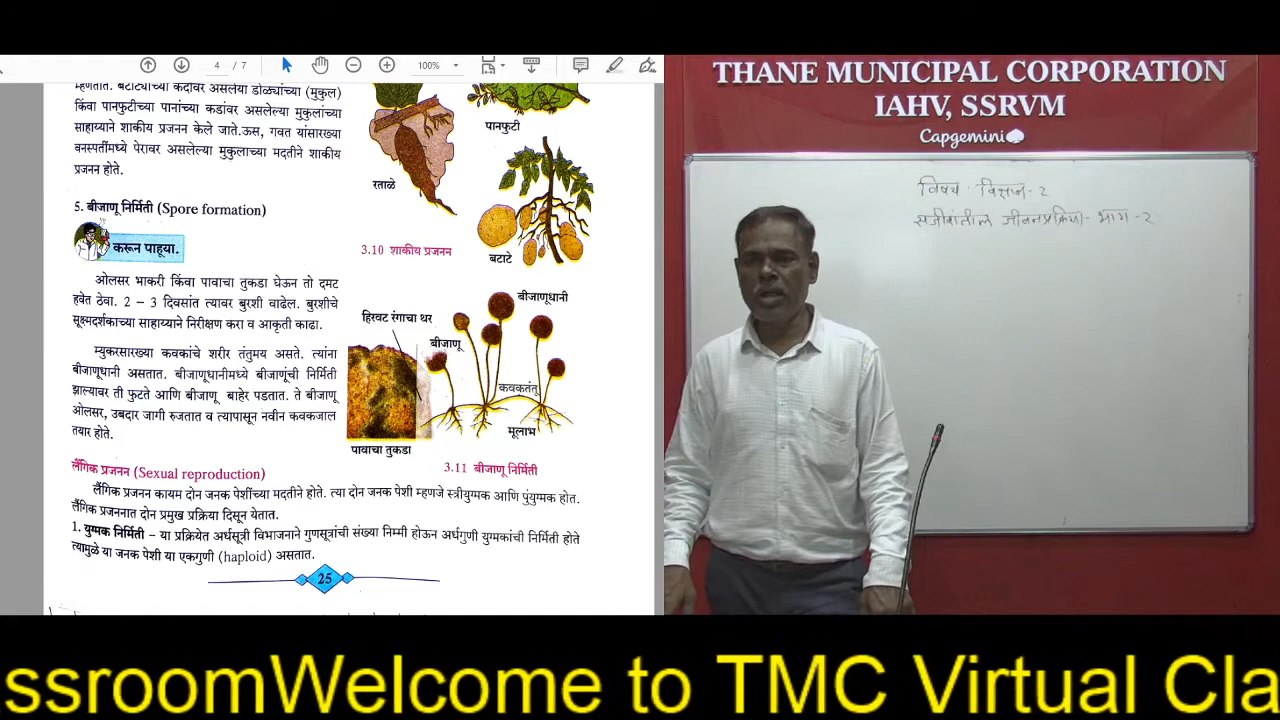 4 / 7
100%
म्हणतात. बटाट्याच्या कंदावर असलेल्या डोळ्यांच्या (मुकुल)
किंवा पानफुटीच्या पानांच्या कडांवर असलेल्या मुकुलांच्या
साहाय्याने शाकीय प्रजनन केले जाते.ऊस, गवत यांसारख्या
वनस्पतींमध्ये पेरावर असलेल्या मुकुलाच्या मदतीने शाकीय
प्रजनन होते.
पानफुटी
रताळे
बटाटे
3.10 शाकीय प्रजनन
5. बीजाणू निर्मिती (Spore formation)
करून पाहूया.
ओलसर भाकरी किंवा पावाचा तुकडा घेऊन तो दमट
हवेत ठेवा. 2 – 3 दिवसांत त्यावर बुरशी वाढेल. बुरशीचे
सूक्ष्मदर्शकाच्या साहाय्याने निरीक्षण करा व आकृती काढा.
म्युकरसारख्या कवकांचे शरीर तंतुमय असते. त्यांना
बीजाणूधानी असतात. बीजाणूधानीमध्ये बीजाणूंची निर्मिती
झाल्यावर ती फुटते आणि बीजाणू बाहेर पडतात. ते बीजाणू
ओलसर, उबदार जागी रुजतात व त्यापासून नवीन कवकजाल
तयार होते.
बीजाणूधानी
हिरवट रंगाचा थर
बीजाणू
कवकतंतू
मूलाभ
पावाचा तुकडा
3.11 बीजाणू निर्मिती
लैंगिक प्रजनन (Sexual reproduction)
लैंगिक प्रजनन कायम दोन जनक पेशींच्या मदतीने होते. त्या दोन जनक पेशी म्हणजे स्त्रीयुग्मक आणि पुंयुग्मक होत.
लैंगिक प्रजननात दोन प्रमुख प्रक्रिया दिसून येतात.
1. युग्मक निर्मिती – या प्रक्रियेत अर्धसूत्री विभाजनाने गुणसूत्रांची संख्या निम्मी होऊन अर्धगुणी युग्मकांची निर्मिती होते
त्यामुळे या जनक पेशी या एकगुणी (haploid) असतात.
25
THANE MUNICIPAL CORPORATION
IAHV, SSRVM
Capgemini
विषय : विज्ञान - २
सजीवांतील जीवनप्रक्रिया - भाग - २
ssroomWelcome to TMC Virtual Cla